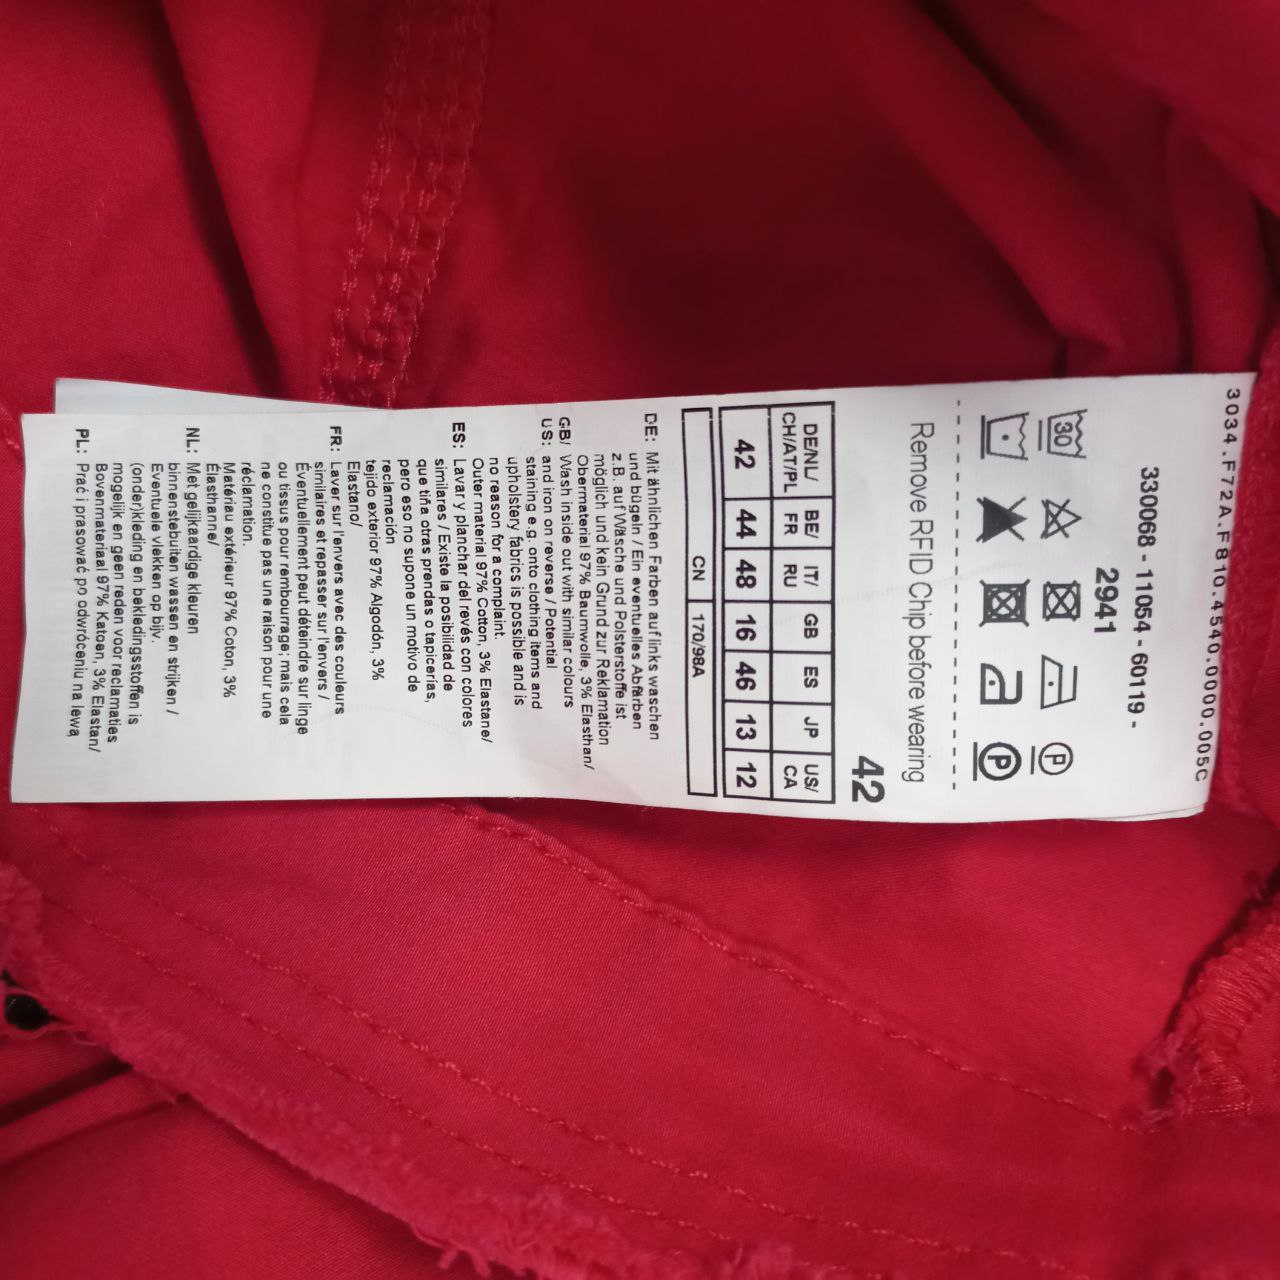 3034.F72A.F810.4540.0000.005C
330068 - 11054 - 60119 -
2941
30 P
P
Remove RFID Chip before wearing
42
DE/NL/ BE/ IT/ GB ES JP US/
CH/AT/PL FR RU CA
42 44 48 16 46 13 12
CN 170/98A
DE: Mit ähnlichen Farben auf links waschen
und bügeln / Ein eventuelles Abfärben
z.B. auf Wäsche und Polsterstoffe ist
möglich und kein Grund zur Reklamation
Obermaterial 97% Baumwolle, 3% Elasthan/
GB/ Wash inside out with similar colours
US: and iron on reverse / Potential
staining e.g. onto clothing items and
upholstery fabrics is possible and is
no reason for a complaint.
Outer material 97% Cotton, 3% Elastane/
ES: Lavar y planchar del revés con colores
similares / Existe la posibilidad de
que tiña otras prendas o tapicerías,
pero eso no supone un motivo de
reclamación
tejido exterior 97% Algodón, 3%
Elastano/
FR: Laver sur l'envers avec des couleurs
similaires et repasser sur l'envers /
Éventuellement peut déteindre sur linge
ou tissus pour rembourrage; mais cela
ne constitue pas une raison pour une
réclamation.
Matériau extérieur 97% Coton, 3%
Élasthanne/
NL: Met gelijkaardige kleuren
binnenstebuiten wassen en strijken /
Eventuele vlekken op bijv.
(onder)kleding en bekledingsstoffen is
mogelijk en geen reden voor reclamaties
Bovenmateriaal 97% Katoen, 3% Elastan/
PL: Prać i prasować po odwróceniu na lewą